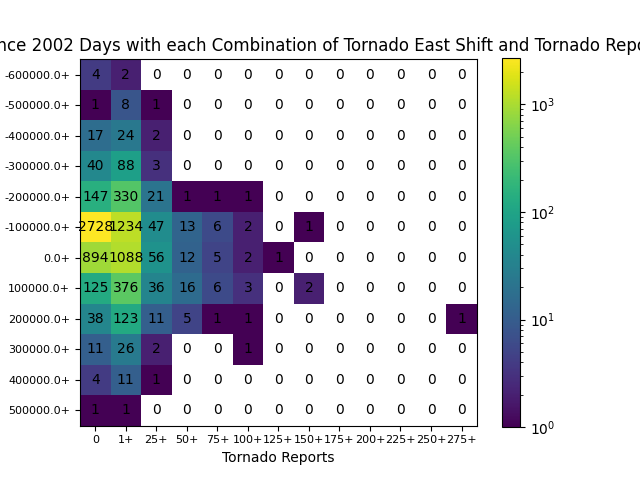 nce 2002 Days with each Combination of Tornado East Shift and Tornado Repo
-600000.0+ 4 2 0 0 0 0 0 0 0 0 0 0 0
-500000.0+ 1 8 1 0 0 0 0 0 0 0 0 0 0
-400000.0+ 17 24 2 0 0 0 0 0 0 0 0 0 0
-300000.0+ 40 88 3 0 0 0 0 0 0 0 0 0 0
-200000.0+ 147 330 21 1 1 1 0 0 0 0 0 0 0
-100000.0+ 2728 1234 47 13 6 2 0 1 0 0 0 0 0
0.0+ 894 1088 56 12 5 2 1 0 0 0 0 0 0
100000.0+ 125 376 36 16 6 3 0 2 0 0 0 0 0
200000.0+ 38 123 11 5 1 1 0 0 0 0 0 0 1
300000.0+ 11 26 2 0 0 1 0 0 0 0 0 0 0
400000.0+ 4 11 1 0 0 0 0 0 0 0 0 0 0
500000.0+ 1 1 0 0 0 0 0 0 0 0 0 0 0
0 1+ 25+ 50+ 75+ 100+ 125+ 150+ 175+ 200+ 225+ 250+ 275+
Tornado Reports
10³
10²
10¹
10⁰